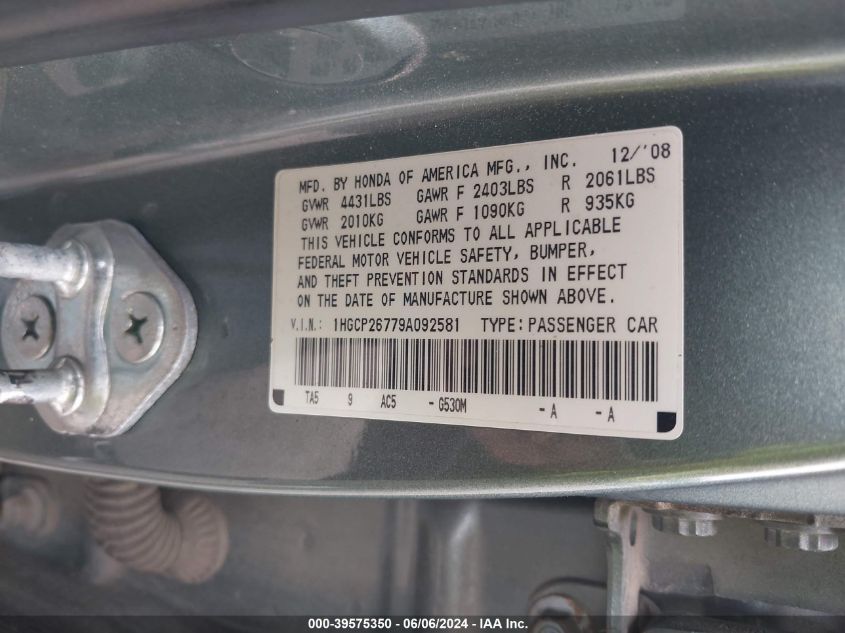 MFD. BY HONDA OF AMERICA MFG., INC. 12/'08
GVWR 4431LBS GAWR F 2403LBS R 2061LBS
GVWR 2010KG GAWR F 1090KG R 935KG
THIS VEHICLE CONFORMS TO ALL APPLICABLE
FEDERAL MOTOR VEHICLE SAFETY, BUMPER,
AND THEFT PREVENTION STANDARDS IN EFFECT
ON THE DATE OF MANUFACTURE SHOWN ABOVE.
V.I.N.: 1HGCP26779A092581 TYPE: PASSENGER CAR
TA5 9 AC5 - G530M - A - A
000-39575350 - 06/06/2024 - IAA Inc.